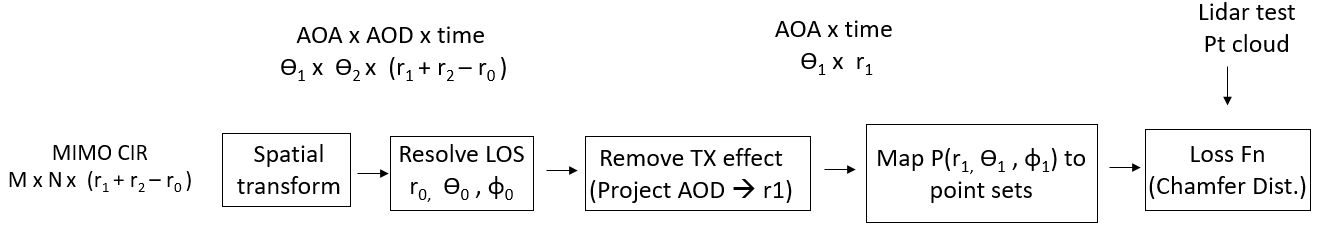 AOA x AOD x time
ϴ₁ x ϴ₂ x (r₁ + r₂ – r₀)
AOA x time
ϴ₁ x r₁
Lidar test
Pt cloud
MIMO CIR
M x N x (r₁ + r₂ – r₀)
Spatial
transform
Resolve LOS
r₀, ϴ₀ , ϕ₀
Remove TX effect
(Project AOD → r1)
Map P(r₁, ϴ₁ , ϕ₁) to
point sets
Loss Fn
(Chamfer Dist.)